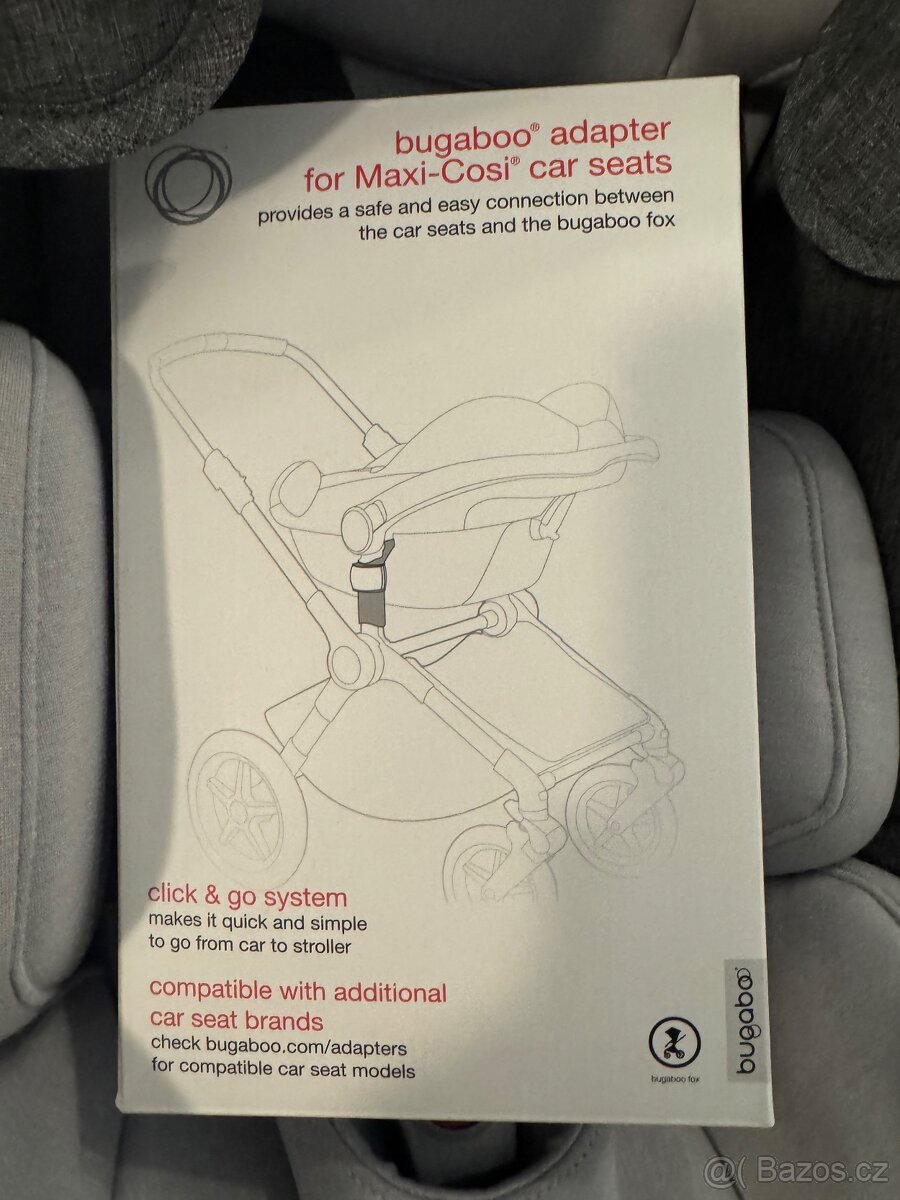 bugaboo® adapter
for Maxi-Cosi® car seats
provides a safe and easy connection between
the car seats and the bugaboo fox
click & go system
makes it quick and simple
to go from car to stroller
compatible with additional
car seat brands
check bugaboo.com/adapters
for compatible car seat models
bugaboo fox
bugaboo®
@( Bazos.cz